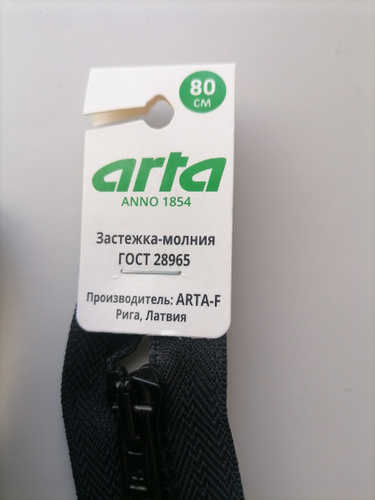 80
СМ
arta
ANNO 1854
Застежка-молния
ГОСТ 28965
Производитель: ARTA-F
Рига, Латвия